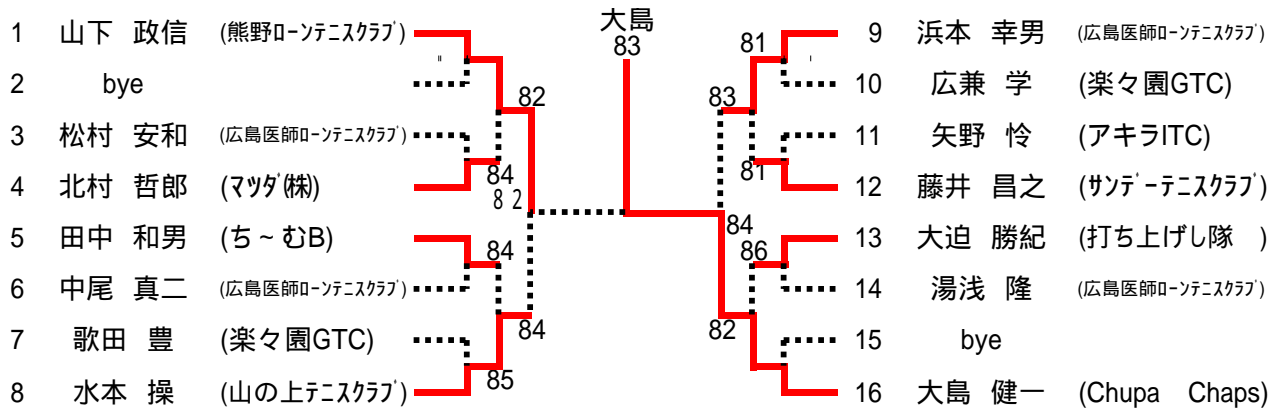 大島
83
1 山下 政信 (熊野ローンテニスクラブ)
2 bye
82
3 松村 安和 (広島医師ローンテニスクラブ)
84
4 北村 哲郎 (マツダ(株)
8 2
5 田中 和男 (ち~むB)
84
6 中尾 真二 (広島医師ローンテニスクラブ)
84
7 歌田 豊 (楽々園GTC)
85
8 水本 操 (山の上テニスクラブ)
81
9 浜本 幸男 (広島医師ローンテニスクラブ)
83
10 広兼 学 (楽々園GTC)
11 矢野 怜 (アキラITC)
81
12 藤井 昌之 (サンデーテニスクラブ)
84
86
13 大迫 勝紀 (打ち上げし隊 )
14 湯浅 隆 (広島医師ローンテニスクラブ)
82
15 bye
16 大島 健一 (Chupa Chaps)